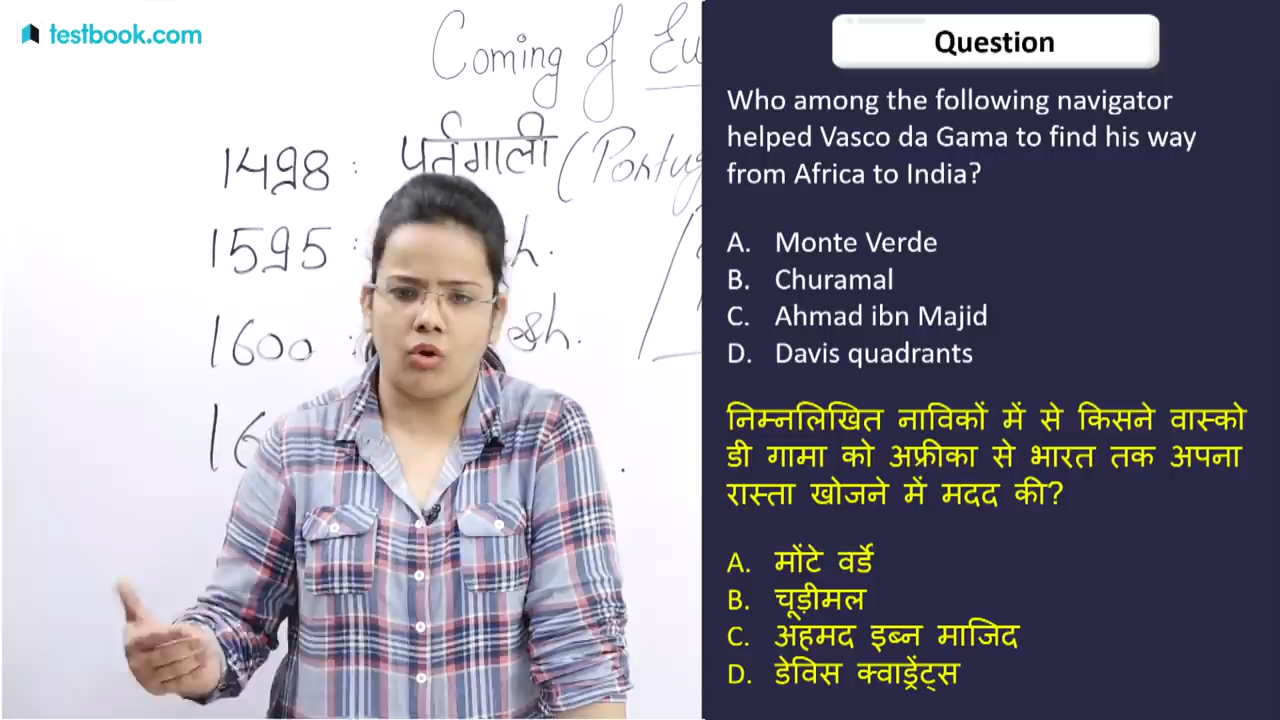 testbook.com
Coming of Eu
1498 : पुर्तगाली (Portug
1595 :
1600 :
Question
Who among the following navigator
helped Vasco da Gama to find his way
from Africa to India?
A. Monte Verde
B. Churamal
C. Ahmad ibn Majid
D. Davis quadrants
निम्नलिखित नाविकों में से किसने वास्को
डी गामा को अफ्रीका से भारत तक अपना
रास्ता खोजने में मदद की?
A. मोंटे वर्डे
B. चूड़ीमल
C. अहमद इब्न माजिद
D. डेविस क्वाड्रेंट्स